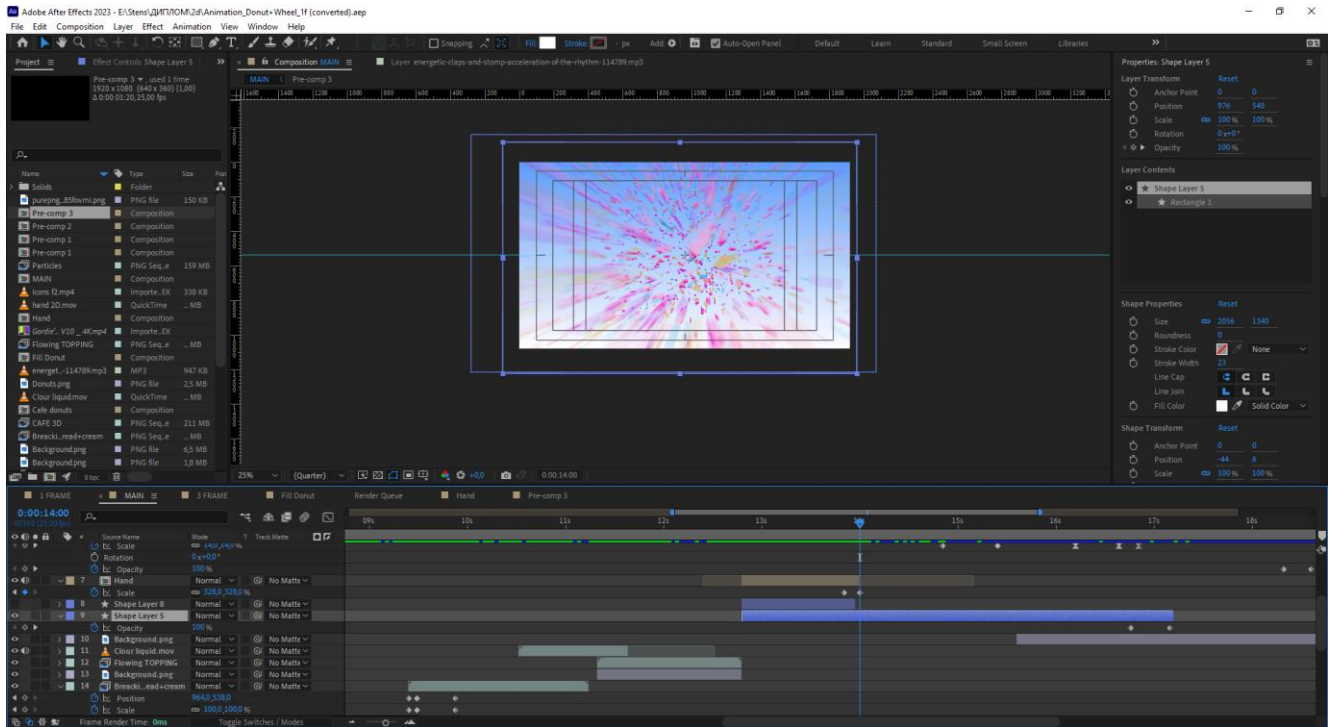 Adobe After Effects 2023 - E:\Stens\ДИПЛОМ\2d\Animation_Donut+Wheel_1f (converted).aep
File Edit Composition Layer Effect Animation View Window Help
Snapping Fill Stroke - px Add Auto-Open Panel Default Learn Standard Small Screen Libraries
Project Effect Controls Shape Layer 5 Composition MAIN Layer energetic-claps-and-stomp-acceleration-of-the-rhythm-114789.mp3 Properties: Shape Layer 5
Pre-comp 3 , used 1 time
1920 x 1080 (640 x 360) (1,00)
Δ 0:00:01:20, 25,00 fps
MAIN Pre-comp 3
Layer Transform Reset
Anchor Point 0 0
Position 976 548
Scale 100 % 100 %
Rotation 0x+0°
Opacity 100 %
Layer Contents
Shape Layer 5
Rectangle 1
Shape Properties Reset
Size 2056 1340
Roundness 0
Stroke Color None
Stroke Width 23
Line Cap
Line Join
Fill Color Solid Color
Shape Transform Reset
Anchor Point 0 0
Position -44 6
Scale 100 % 100 %
Name Type Size
Solids Folder
purepng...85fovmi.png PNG file 150 KB
Pre-comp 3 Composition
Pre-comp 2 Composition
Pre-comp 1 Composition
Pre-comp 1 Composition
Particles PNG Seq...e 159 MB
MAIN Composition
Icons f2.mp4 Importe...EX 338 KB
hand 2D.mov QuickTime ... MB
Hand Composition
Gordie'... V10 _ 4K.mp4 Importe...EX
Flowing TOPPING PNG Seq...e ... MB
Fill Donut Composition
energet...-114789.mp3 MP3 947 KB
Donuts.png PNG file 2,5 MB
Clour liquid.mov QuickTime ... MB
Cafe donuts Composition
CAFE 3D PNG Seq...e 211 MB
Breacki...read+cream PNG Seq...e ... MB
Background.png PNG file 6,5 MB
Background.png PNG file 1,8 MB
8 bpc 25% (Quarter) +0,0 0:00:14:00
1 FRAME MAIN 3 FRAME Fill Donut Render Queue Hand Pre-comp 3
0:00:14:00
00350 (25.00 fps)
09s 10s 11s 12s 13s 15s 16s 17s 18s
# Source Name Mode T Track Matte
Scale 14,0,14,0%
Rotation 0x+0,0°
Opacity 100 %
7 Hand Normal No Matte
Scale 328,0,328,0%
8 Shape Layer 8 Normal No Matte
9 Shape Layer 5 Normal No Matte
Opacity 100%
10 Background.png Normal No Matte
11 Clour liquid.mov Normal No Matte
12 Flowing TOPPING Normal No Matte
13 Background.png Normal No Matte
14 Breacki...ead+cream Normal No Matte
Position 964,0,538,0
Scale 100,0,100,0%
Frame Render Time: 0ms Toggle Switches / Modes